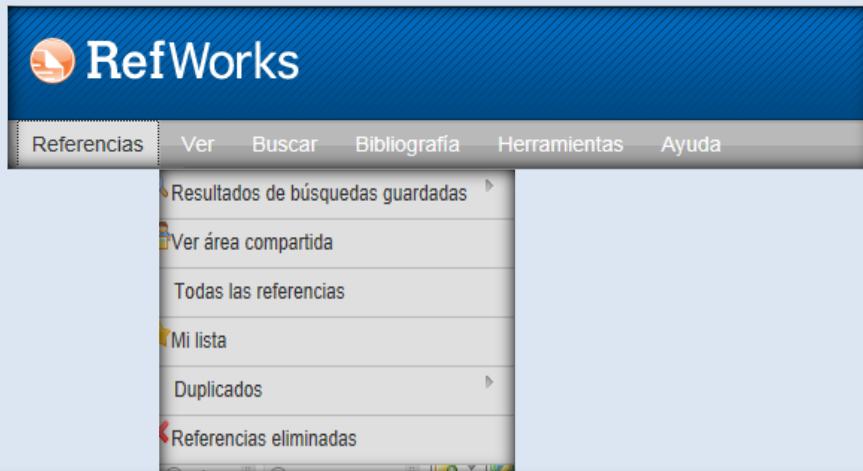 RefWorks
Referencias Ver Buscar Bibliografía Herramientas Ayuda
Resultados de búsquedas guardadas
Ver área compartida
Todas las referencias
Mi lista
Duplicados
Referencias eliminadas